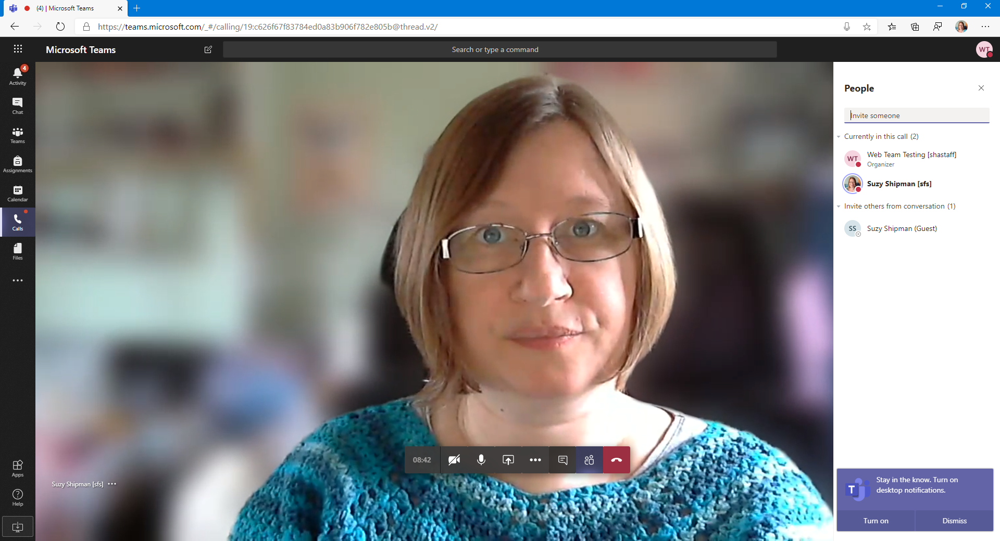 (4) | Microsoft Teams
https://teams.microsoft.com/_#/calling/19:c626f67f83784ed0a83b906f782e805b@thread.v2/
Microsoft Teams
Search or type a command
WT
4
Activity
Chat
Teams
Assignments
Calendar
Calls
Files
Apps
Help
08:42
Suzy Shipman [sfs]
People
Invite someone
Currently in this call (2)
WT
Web Team Testing [shastaff]
Organizer
Suzy Shipman [sfs]
Invite others from conversation (1)
SS
Suzy Shipman (Guest)
T
Stay in the know. Turn on
desktop notifications.
Turn on
Dismiss